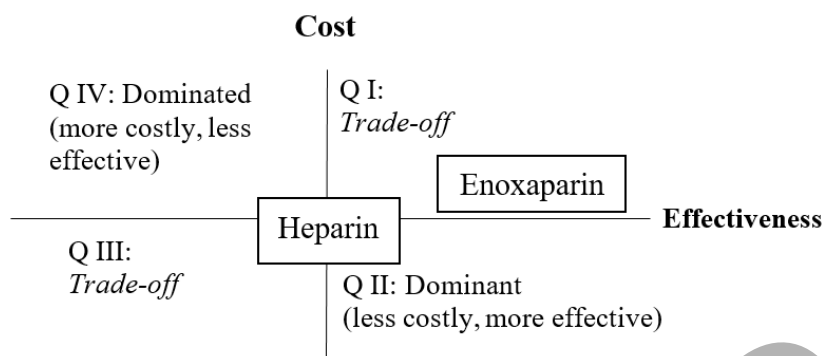 Cost
Q IV: Dominated
(more costly, less
effective)
Q I:
Trade-off
Enoxaparin
Effectiveness
Heparin
Q III:
Trade-off
Q II: Dominant
(less costly, more effective)